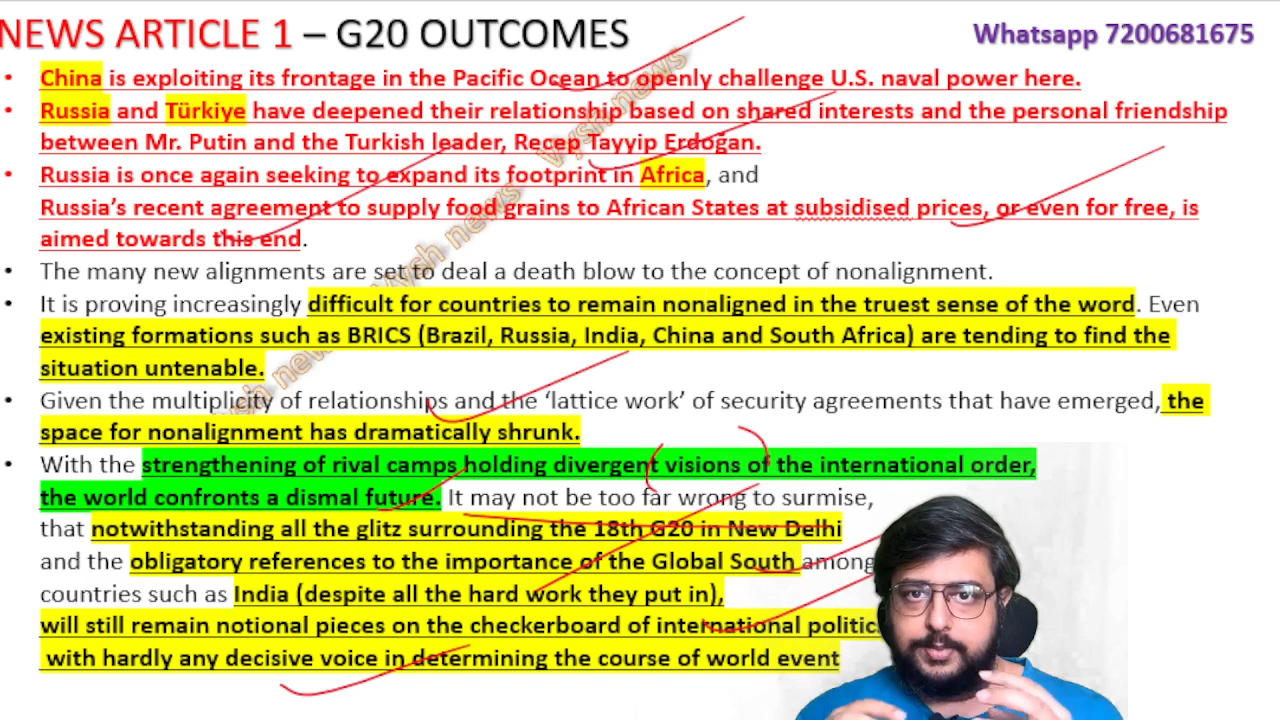 NEWS ARTICLE 1 – G20 OUTCOMES
Whatsapp 7200681675
• China is exploiting its frontage in the Pacific Ocean to openly challenge U.S. naval power here.
• Russia and Türkiye have deepened their relationship based on shared interests and the personal friendship
between Mr. Putin and the Turkish leader, Recep Tayyip Erdoğan.
• Russia is once again seeking to expand its footprint in Africa, and
Russia’s recent agreement to supply food grains to African States at subsidised prices, or even for free, is
aimed towards this end.
• The many new alignments are set to deal a death blow to the concept of nonalignment.
• It is proving increasingly difficult for countries to remain nonaligned in the truest sense of the word. Even
existing formations such as BRICS (Brazil, Russia, India, China and South Africa) are tending to find the
situation untenable.
• Given the multiplicity of relationships and the ‘lattice work’ of security agreements that have emerged, the
space for nonalignment has dramatically shrunk.
• With the strengthening of rival camps holding divergent visions of the international order,
the world confronts a dismal future. It may not be too far wrong to surmise,
that notwithstanding all the glitz surrounding the 18th G20 in New Delhi
and the obligatory references to the importance of the Global South among
countries such as India (despite all the hard work they put in),
will still remain notional pieces on the checkerboard of international
with hardly any decisive voice in determining the course of world event
Vysh news
Vysh news
Vysh news